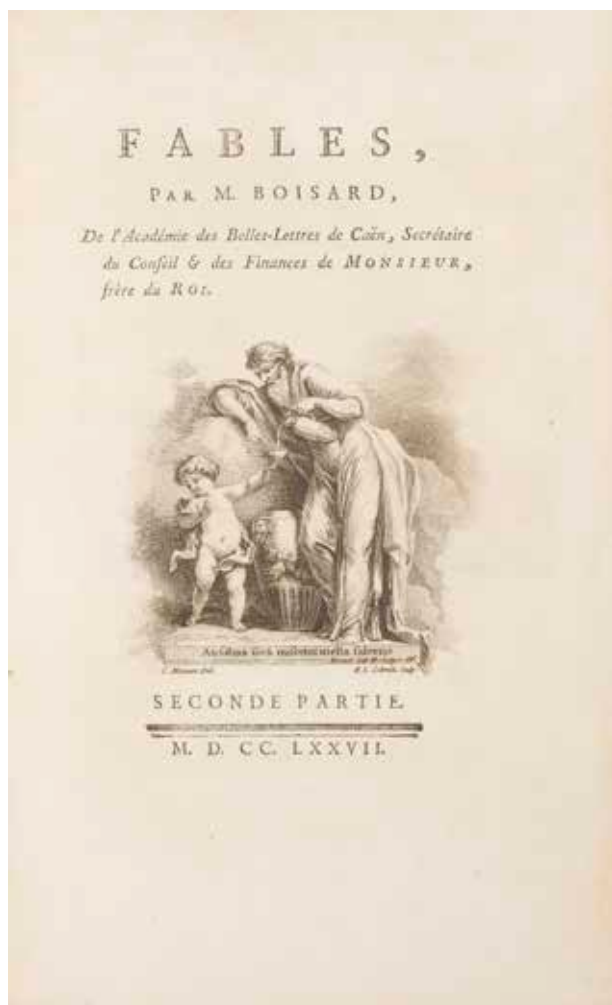 FABLES,
PAR M. BOISARD,
De l'Académie des Belles-Lettres de Caën, Secrétaire
du Conseil & des Finances de MONSIEUR,
frère du ROI.
SECONDE PARTIE.
M. D. CC. LXXVII.